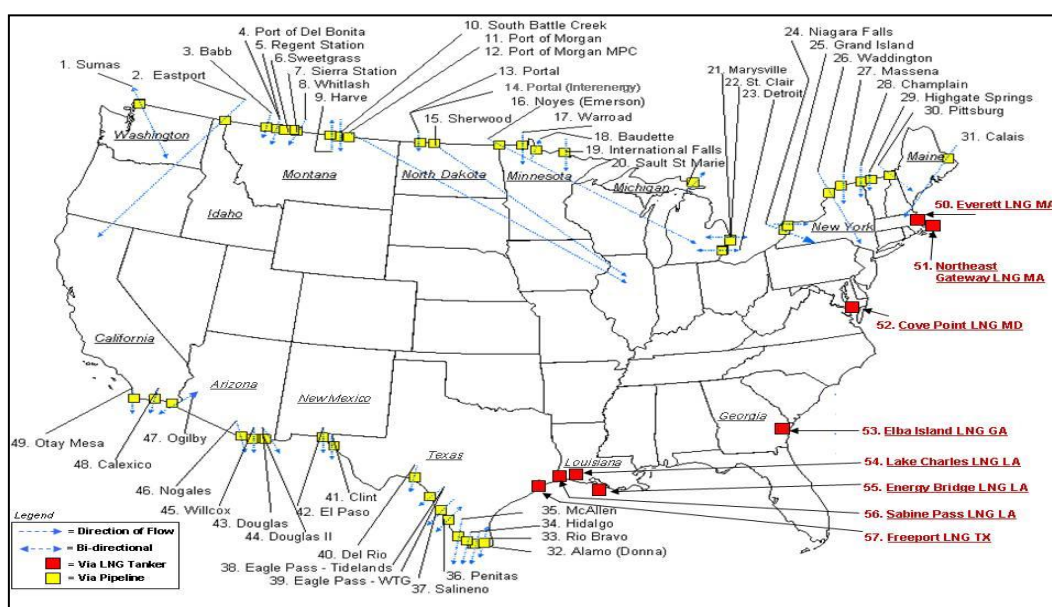 1. Sumas
2. Eastport
3. Babb
4. Port of Del Bonita
5. Regent Station
6. Sweetgrass
7. Sierra Station
8. Whitlash
9. Harve
10. South Battle Creek
11. Port of Morgan
12. Port of Morgan MPC
13. Portal
14. Portal (Interenergy)
15. Sherwood
16. Noyes (Emerson)
17. Warroad
18. Baudette
19. International Falls
20. Sault St Marie
21. Marysville
22. St. Clair
23. Detroit
24. Niagara Falls
25. Grand Island
26. Waddington
27. Massena
28. Champlain
29. Highgate Springs
30. Pittsburg
31. Calais
Washington
Montana
North Dakota
Minnesota
Michigan
Maine
Idaho
New York
50. Everett LNG MA
51. Northeast
Gateway LNG MA
52. Cove Point LNG MD
California
Arizona
New Mexico
Texas
Louisiana
Georgia
53. Elba Island LNG GA
54. Lake Charles LNG LA
55. Energy Bridge LNG LA
56. Sabine Pass LNG LA
57. Freeport LNG TX
49. Otay Mesa
48. Calexico
47. Ogilby
46. Nogales
45. Willcox
43. Douglas
44. Douglas II
42. El Paso
41. Clint
40. Del Rio
38. Eagle Pass - Tidelands
39. Eagle Pass - WTG
37. Salineno
36. Penitas
35. McAllen
34. Hidalgo
33. Rio Bravo
32. Alamo (Donna)
Legend
= Direction of Flow
= Bi-directional
= Via LNG Tanker
= Via Pipeline